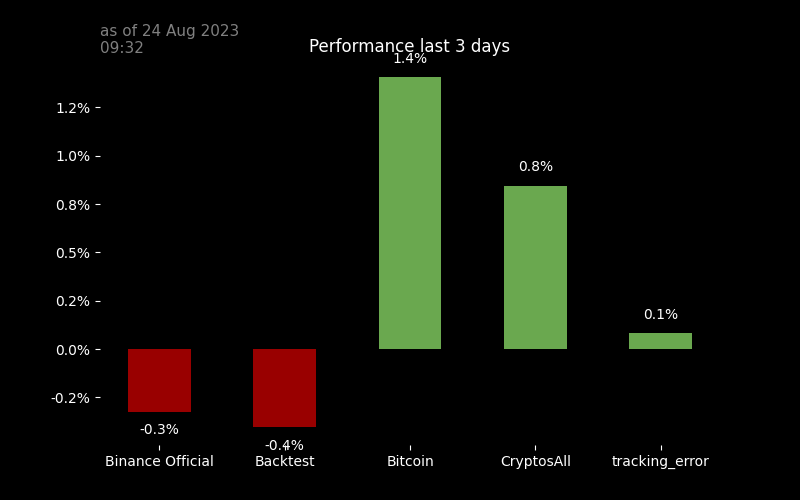 as of 24 Aug 2023
09:32
Performance last 3 days
1.4%
1.2%
1.0%
0.8%
0.8%
0.5%
0.2%
0.1%
0.0%
-0.2%
-0.3%
-0.4%
Binance Official
Backtest
Bitcoin
CryptosAll
tracking_error